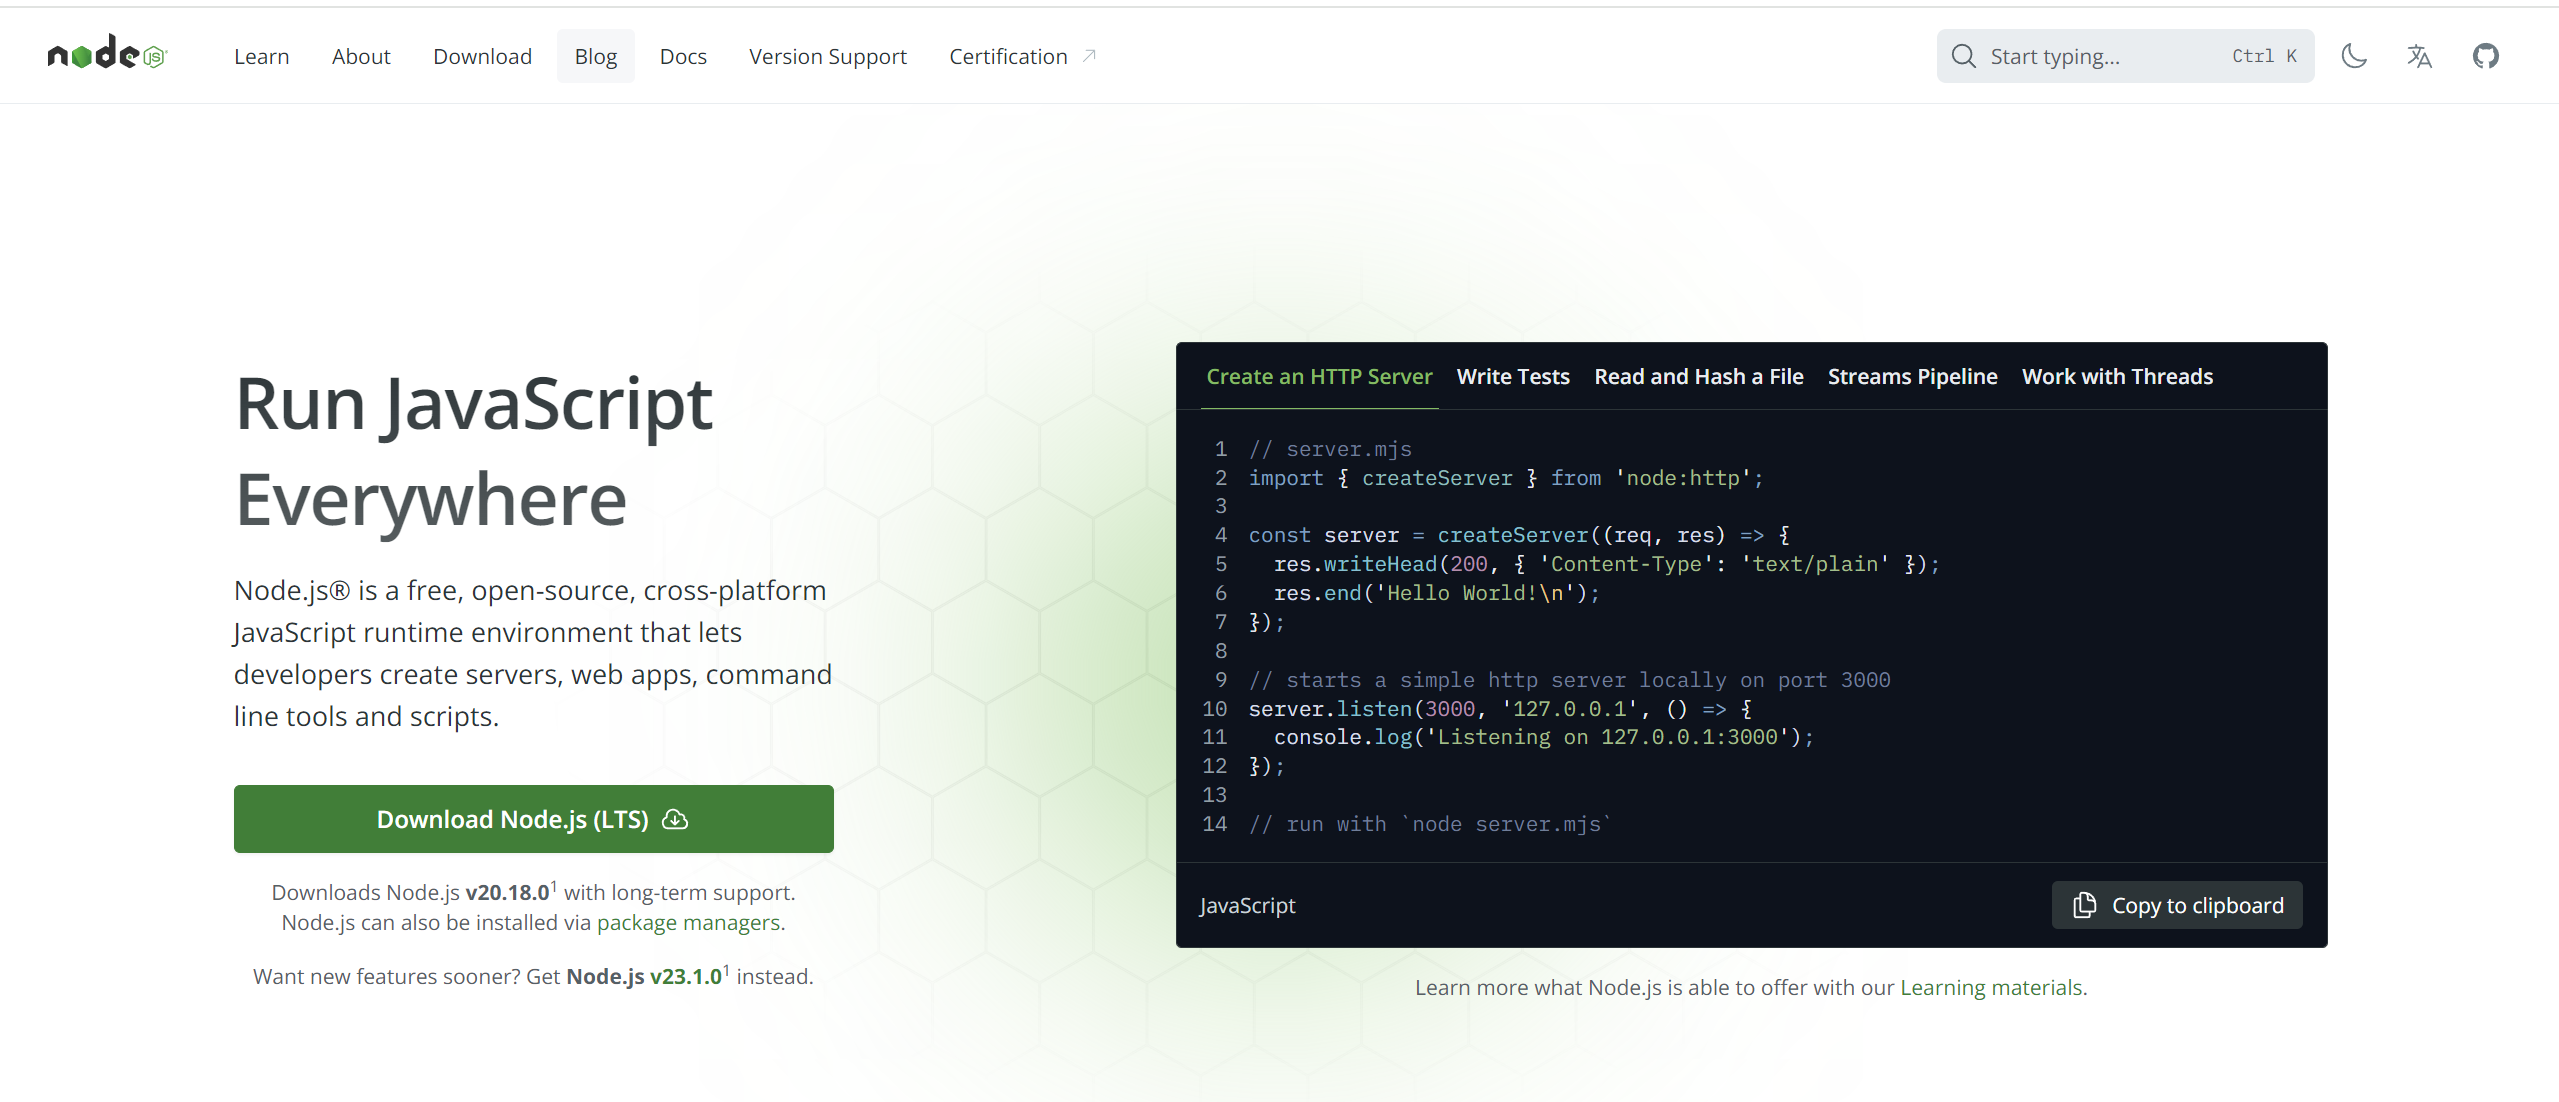 node JS
Learn
About
Download
Blog
Docs
Version Support
Certification
Start typing...
Ctrl K
Run JavaScript
Everywhere
Node.js® is a free, open-source, cross-platform
JavaScript runtime environment that lets
developers create servers, web apps, command
line tools and scripts.
Download Node.js (LTS)
Downloads Node.js v20.18.0¹ with long-term support.
Node.js can also be installed via package managers.
Want new features sooner? Get Node.js v23.1.0¹ instead.
Create an HTTP Server
Write Tests
Read and Hash a File
Streams Pipeline
Work with Threads
1 // server.mjs
2 import { createServer } from 'node:http';
3
4 const server = createServer((req, res) => {
5   res.writeHead(200, { 'Content-Type': 'text/plain' });
6   res.end('Hello World!\n');
7 });
8
9 // starts a simple http server locally on port 3000
10 server.listen(3000, '127.0.0.1', () => {
11   console.log('Listening on 127.0.0.1:3000');
12 });
13
14 // run with `node server.mjs`
JavaScript
Copy to clipboard
Learn more what Node.js is able to offer with our Learning materials.